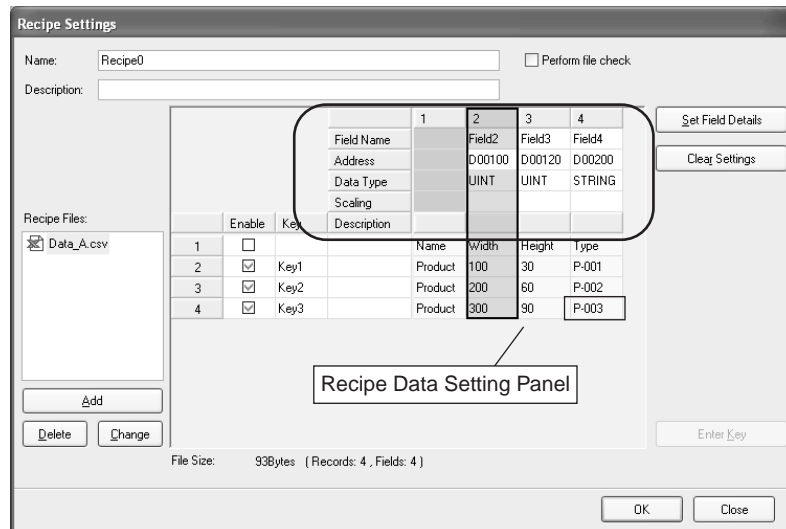 Recipe Settings
Name: Recipe0 Perform file check
Description:
1 2 3 4
Field Name Field2 Field3 Field4
Address D00100 D00120 D00200
Data Type UINT UINT STRING
Scaling
Enable Key Description
1 Name Width Height Type
2 Key1 Product 100 30 P-001
3 Key2 Product 200 60 P-002
4 Key3 Product 300 90 P-003
Set Field Details
Clear Settings
Recipe Files:
Data_A.csv
Recipe Data Setting Panel
Add
Delete Change
Enter Key
File Size: 93Bytes ( Records: 4 , Fields: 4 )
OK Close